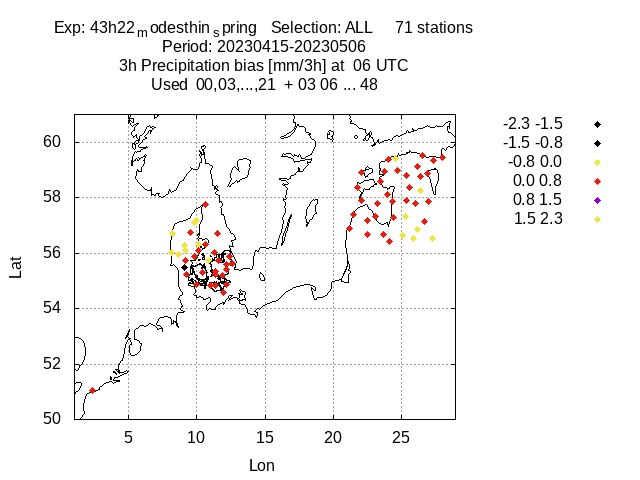 Exp: 43h22modesthinspring Selection: ALL 71 stations
Period: 20230415-20230506
3h Precipitation bias [mm/3h] at 06 UTC
Used 00,03,...,21 + 03 06 ... 48
-2.3 -1.5
-1.5 -0.8
-0.8 0.0
0.0 0.8
0.8 1.5
1.5 2.3
60
58
56
54
52
50
Lat
5 10 15 20 25
Lon